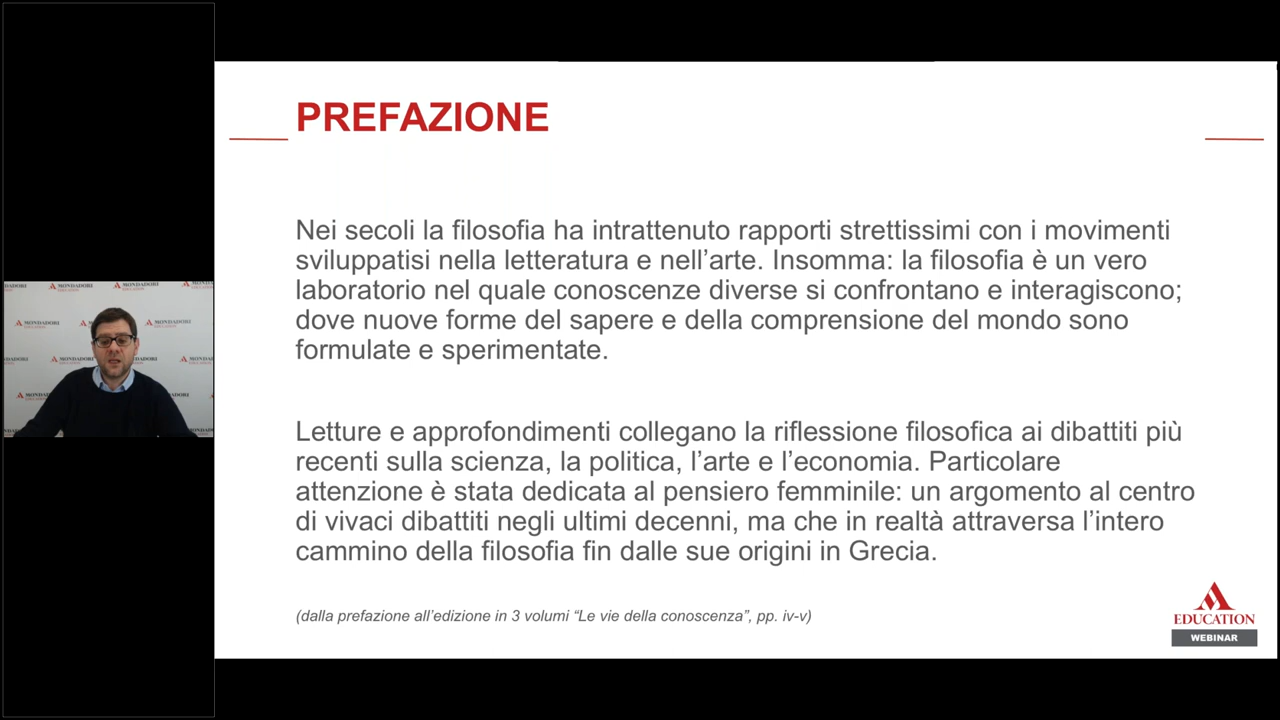 PREFAZIONE
Nei secoli la filosofia ha intrattenuto rapporti strettissimi con i movimenti
sviluppatisi nella letteratura e nell’arte. Insomma: la filosofia è un vero
laboratorio nel quale conoscenze diverse si confrontano e interagiscono;
dove nuove forme del sapere e della comprensione del mondo sono
formulate e sperimentate.
Letture e approfondimenti collegano la riflessione filosofica ai dibattiti più
recenti sulla scienza, la politica, l’arte e l’economia. Particolare
attenzione è stata dedicata al pensiero femminile: un argomento al centro
di vivaci dibattiti negli ultimi decenni, ma che in realtà attraversa l’intero
cammino della filosofia fin dalle sue origini in Grecia.
(dalla prefazione all’edizione in 3 volumi “Le vie della conoscenza”, pp. iv-v)
EDUCATION
WEBINAR
MONDADORI
EDUCATION